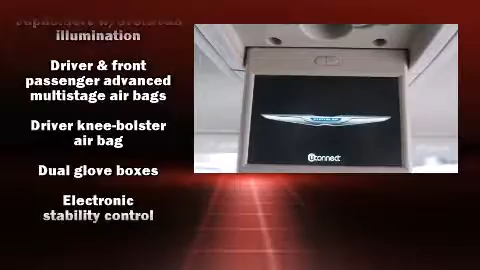 illumination
Driver & front
passenger advanced
multistage air bags
Driver knee-bolster
air bag
Dual glove boxes
Electronic
stability control
uconnect